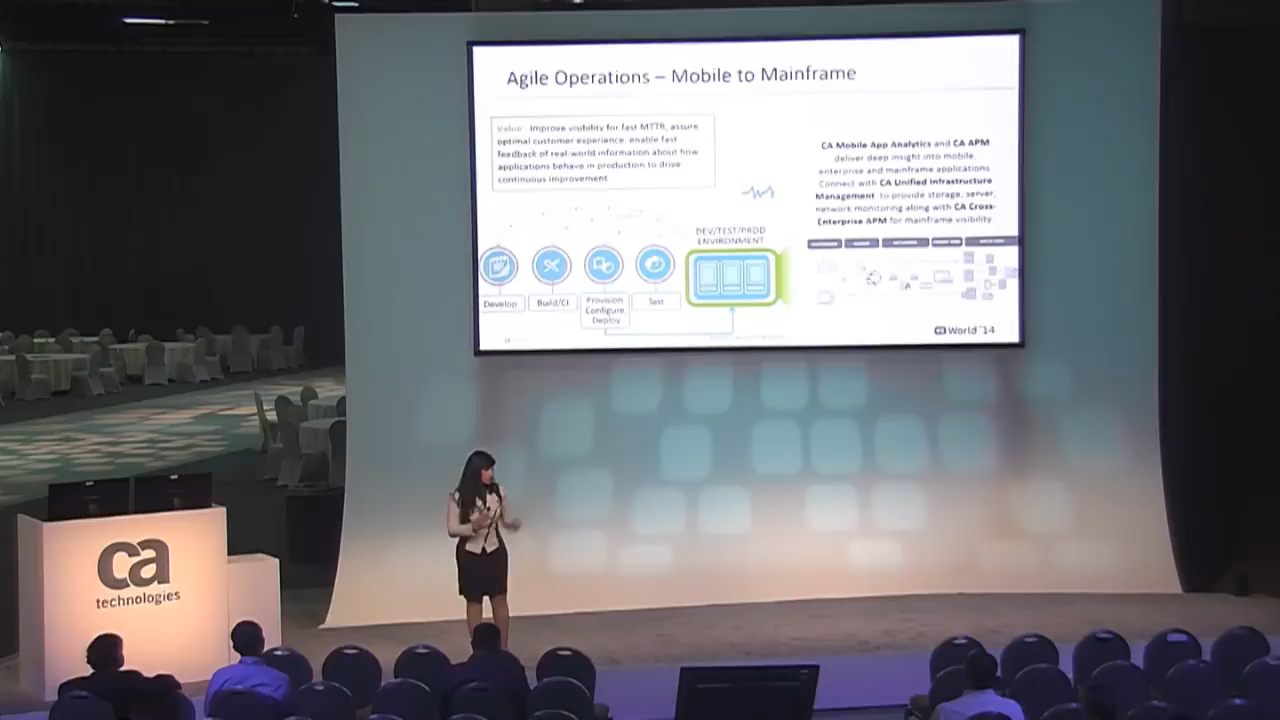 Agile Operations – Mobile to Mainframe
Value: Improve visibility for fast MTTR, assure
optimal customer experience, enable fast
feedback of real-world information about how
applications behave in production to drive
continuous improvement
CA Mobile App Analytics and CA APM
deliver deep insight into mobile,
enterprise and mainframe applications.
Connect with CA Unified Infrastructure
Management to provide storage, server,
network monitoring along with CA Cross-
Enterprise APM for mainframe visibility.
DEV/TEST/PROD
ENVIRONMENT
Develop
Build/CI
Provision
Configure,
Deploy
Test
CA World '14
ca
technologies